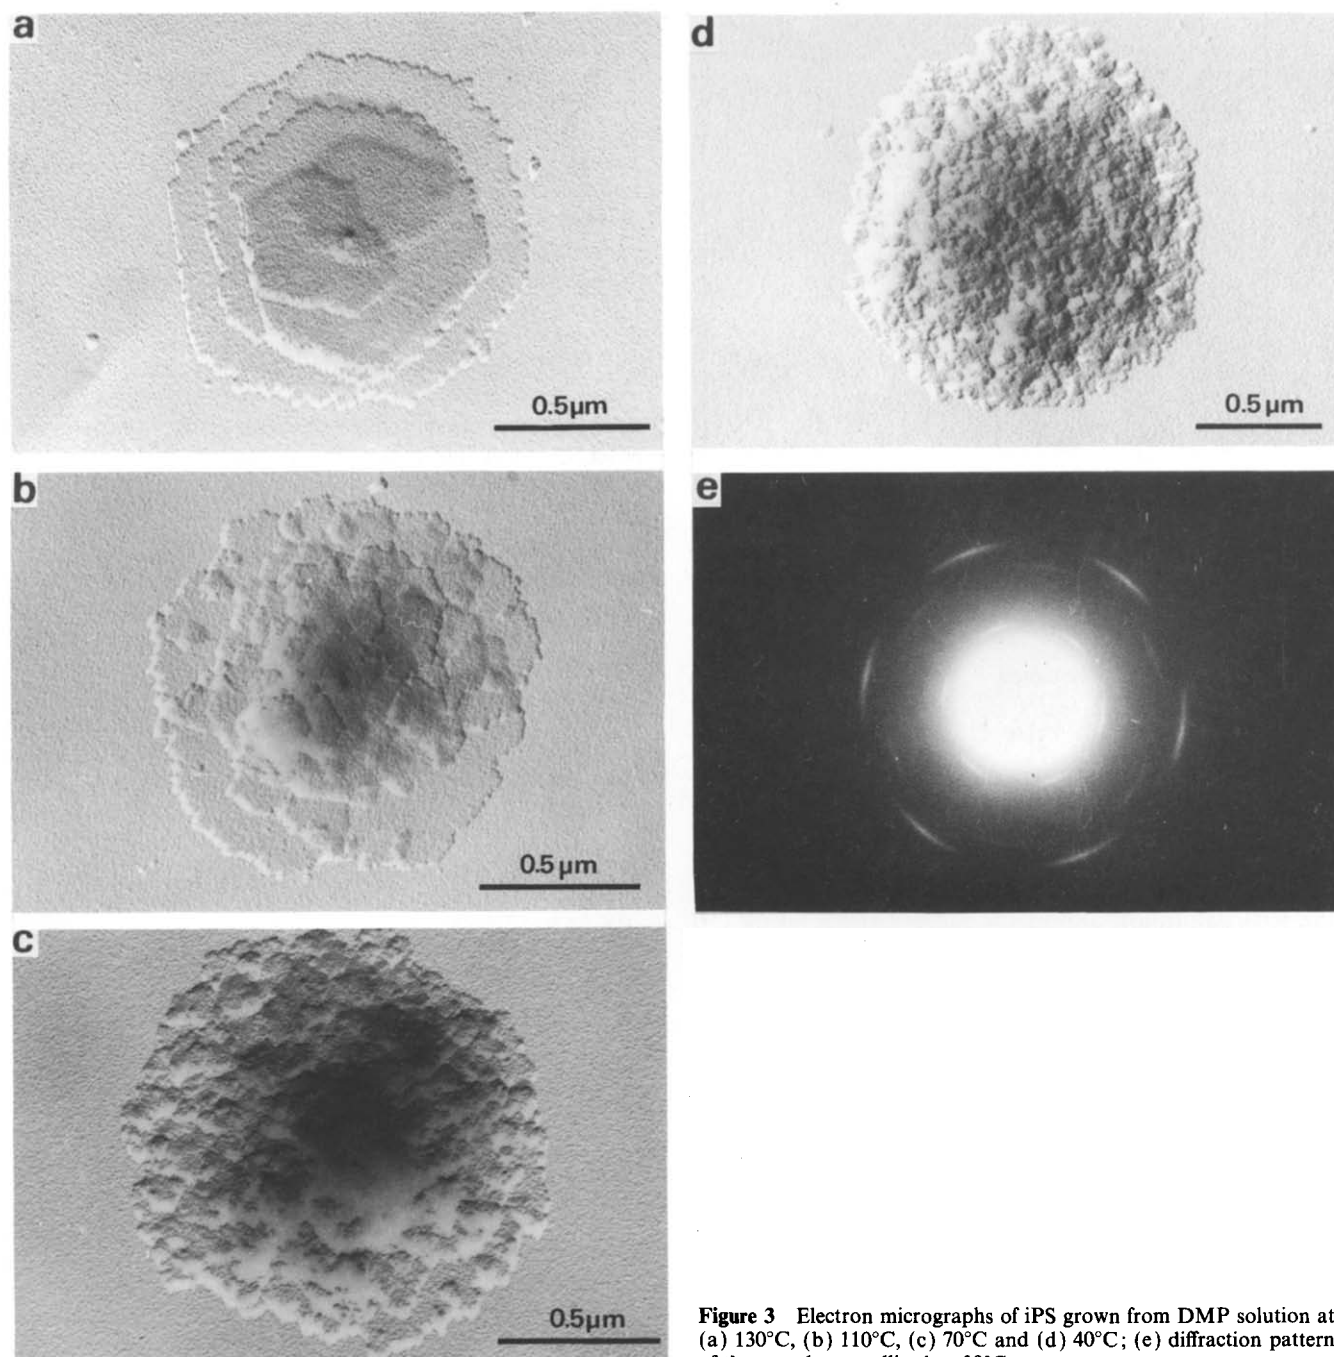 a
0.5µm
b
0.5µm
c
0.5µm
d
0.5µm
e
Figure 3 Electron micrographs of iPS grown from DMP solution at
(a) 130°C, (b) 110°C, (c) 70°C and (d) 40°C; (e) diffraction pattern